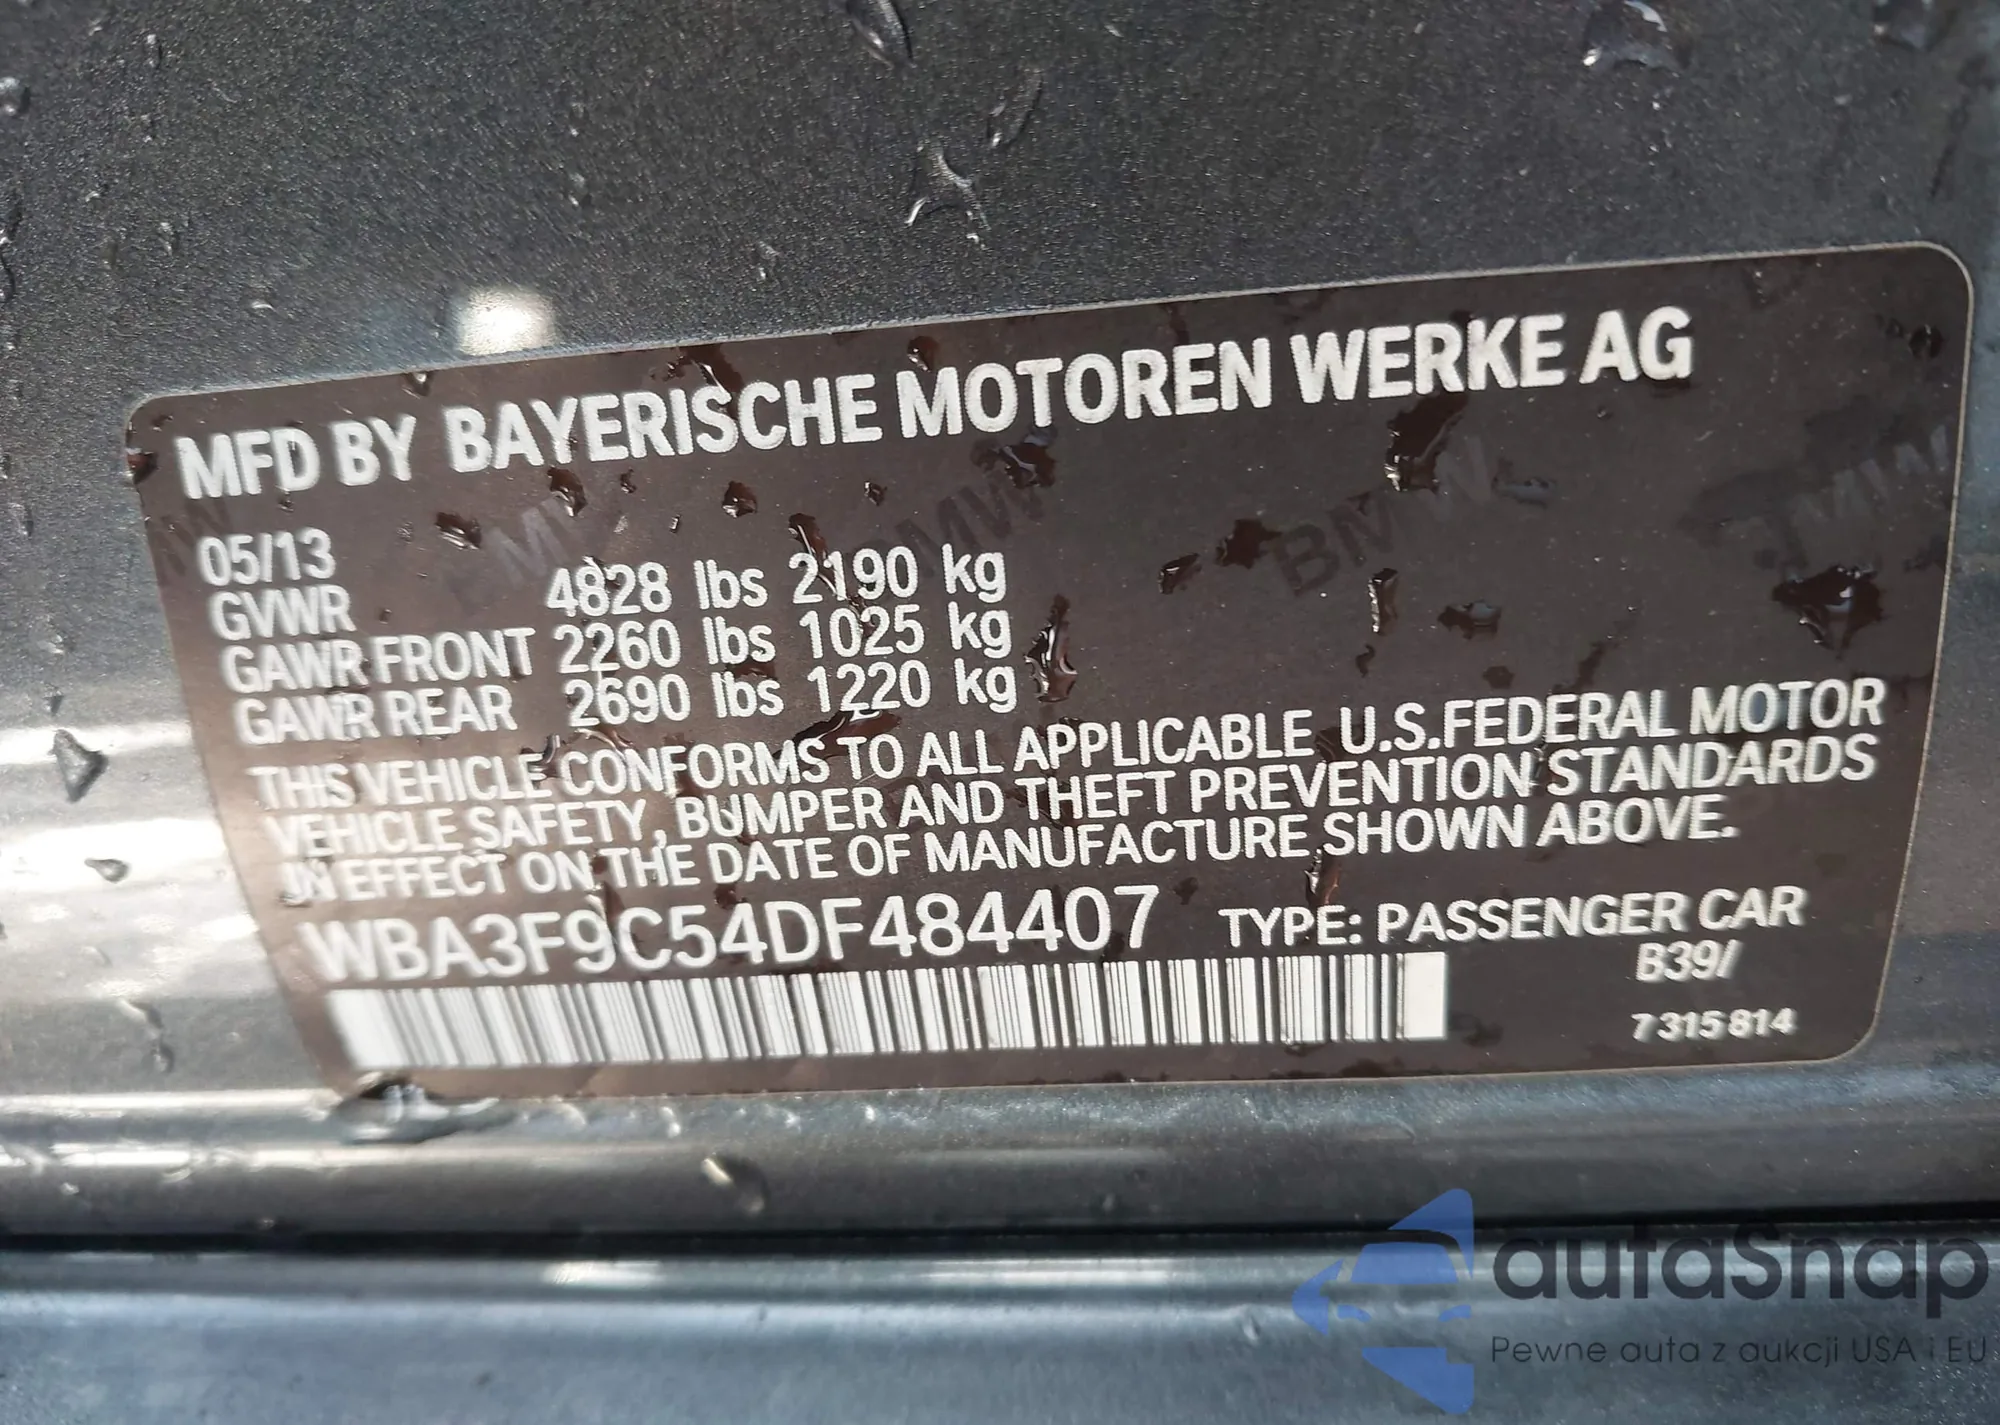 MFD BY BAYERISCHE MOTOREN WERKE AG
05/13
GVWR 4828 lbs 2190 kg
GAWR FRONT 2260 lbs 1025 kg
GAWR REAR 2690 lbs 1220 kg
THIS VEHICLE CONFORMS TO ALL APPLICABLE U.S.FEDERAL MOTOR
VEHICLE SAFETY, BUMPER AND THEFT PREVENTION STANDARDS
IN EFFECT ON THE DATE OF MANUFACTURE SHOWN ABOVE.
WBA3F9C54DF484407 TYPE: PASSENGER CAR
B39/
7 315 814
autaSnap
Pewne auta z aukcji USA i EU